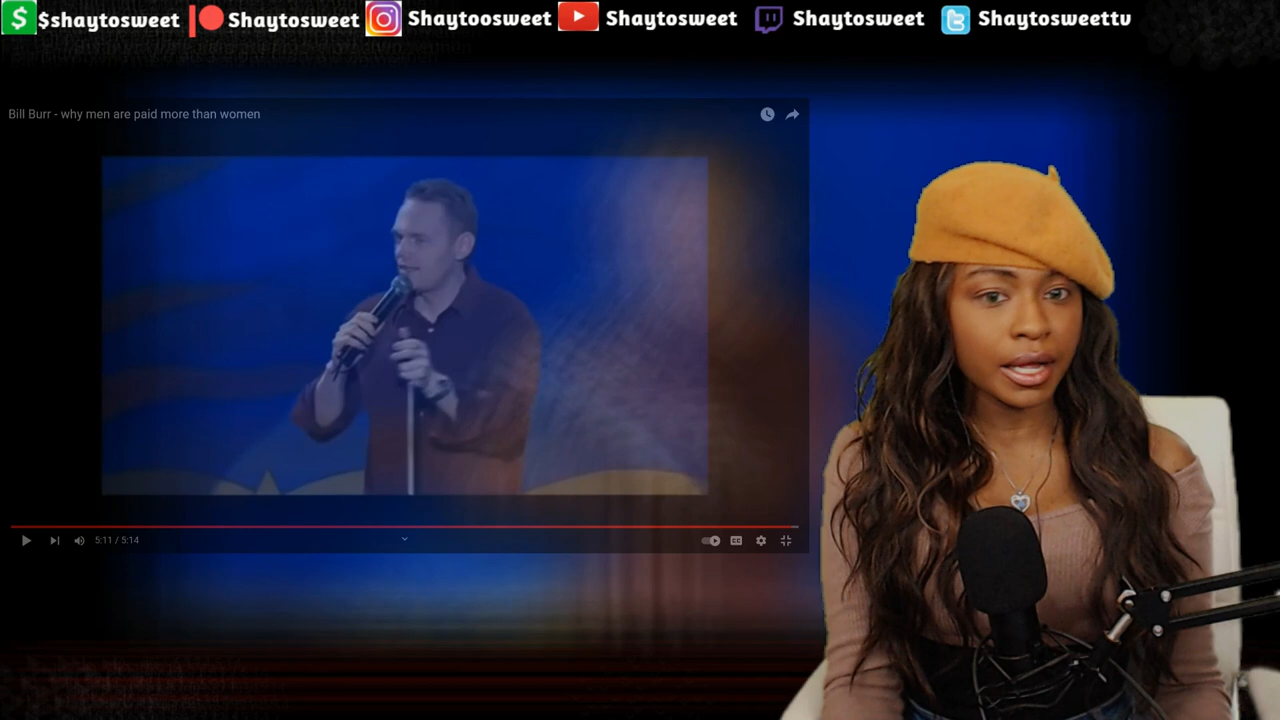 $shaytosweet Shaytosweet Shaytoosweet Shaytosweet Shaytosweet Shaytosweettv
Bill Burr - why men are paid more than women
5:11 / 5:14